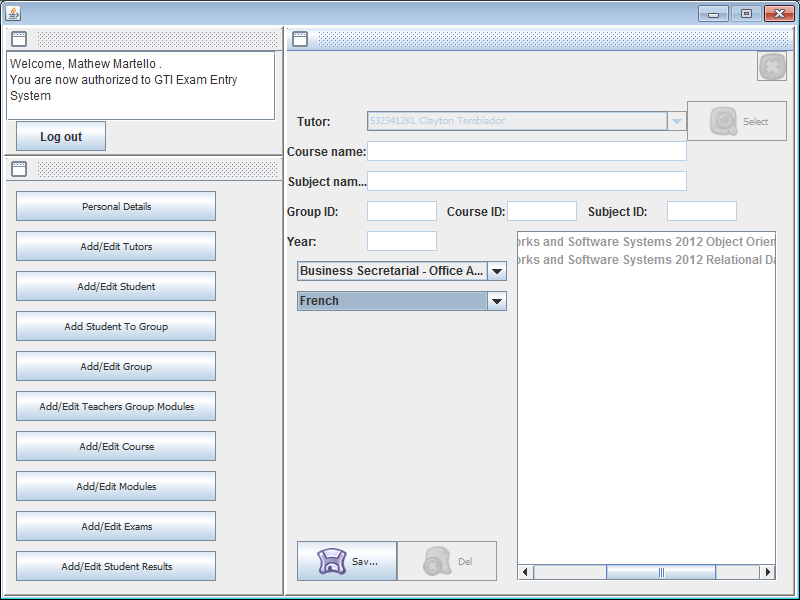 Welcome, Mathew Martello .
You are now authorized to GTI Exam Entry
System
Log out
Personal Details
Add/Edit Tutors
Add/Edit Student
Add Student To Group
Add/Edit Group
Add/Edit Teachers Group Modules
Add/Edit Course
Add/Edit Modules
Add/Edit Exams
Add/Edit Student Results
Tutor:
5323412KL Clayton Temblador
Select
Course name:
Subject nam...
Group ID:
Course ID:
Subject ID:
Year:
Business Secretarial - Office A...
French
orks and Software Systems 2012 Object Orien
orks and Software Systems 2012 Relational Da
Sav...
Del